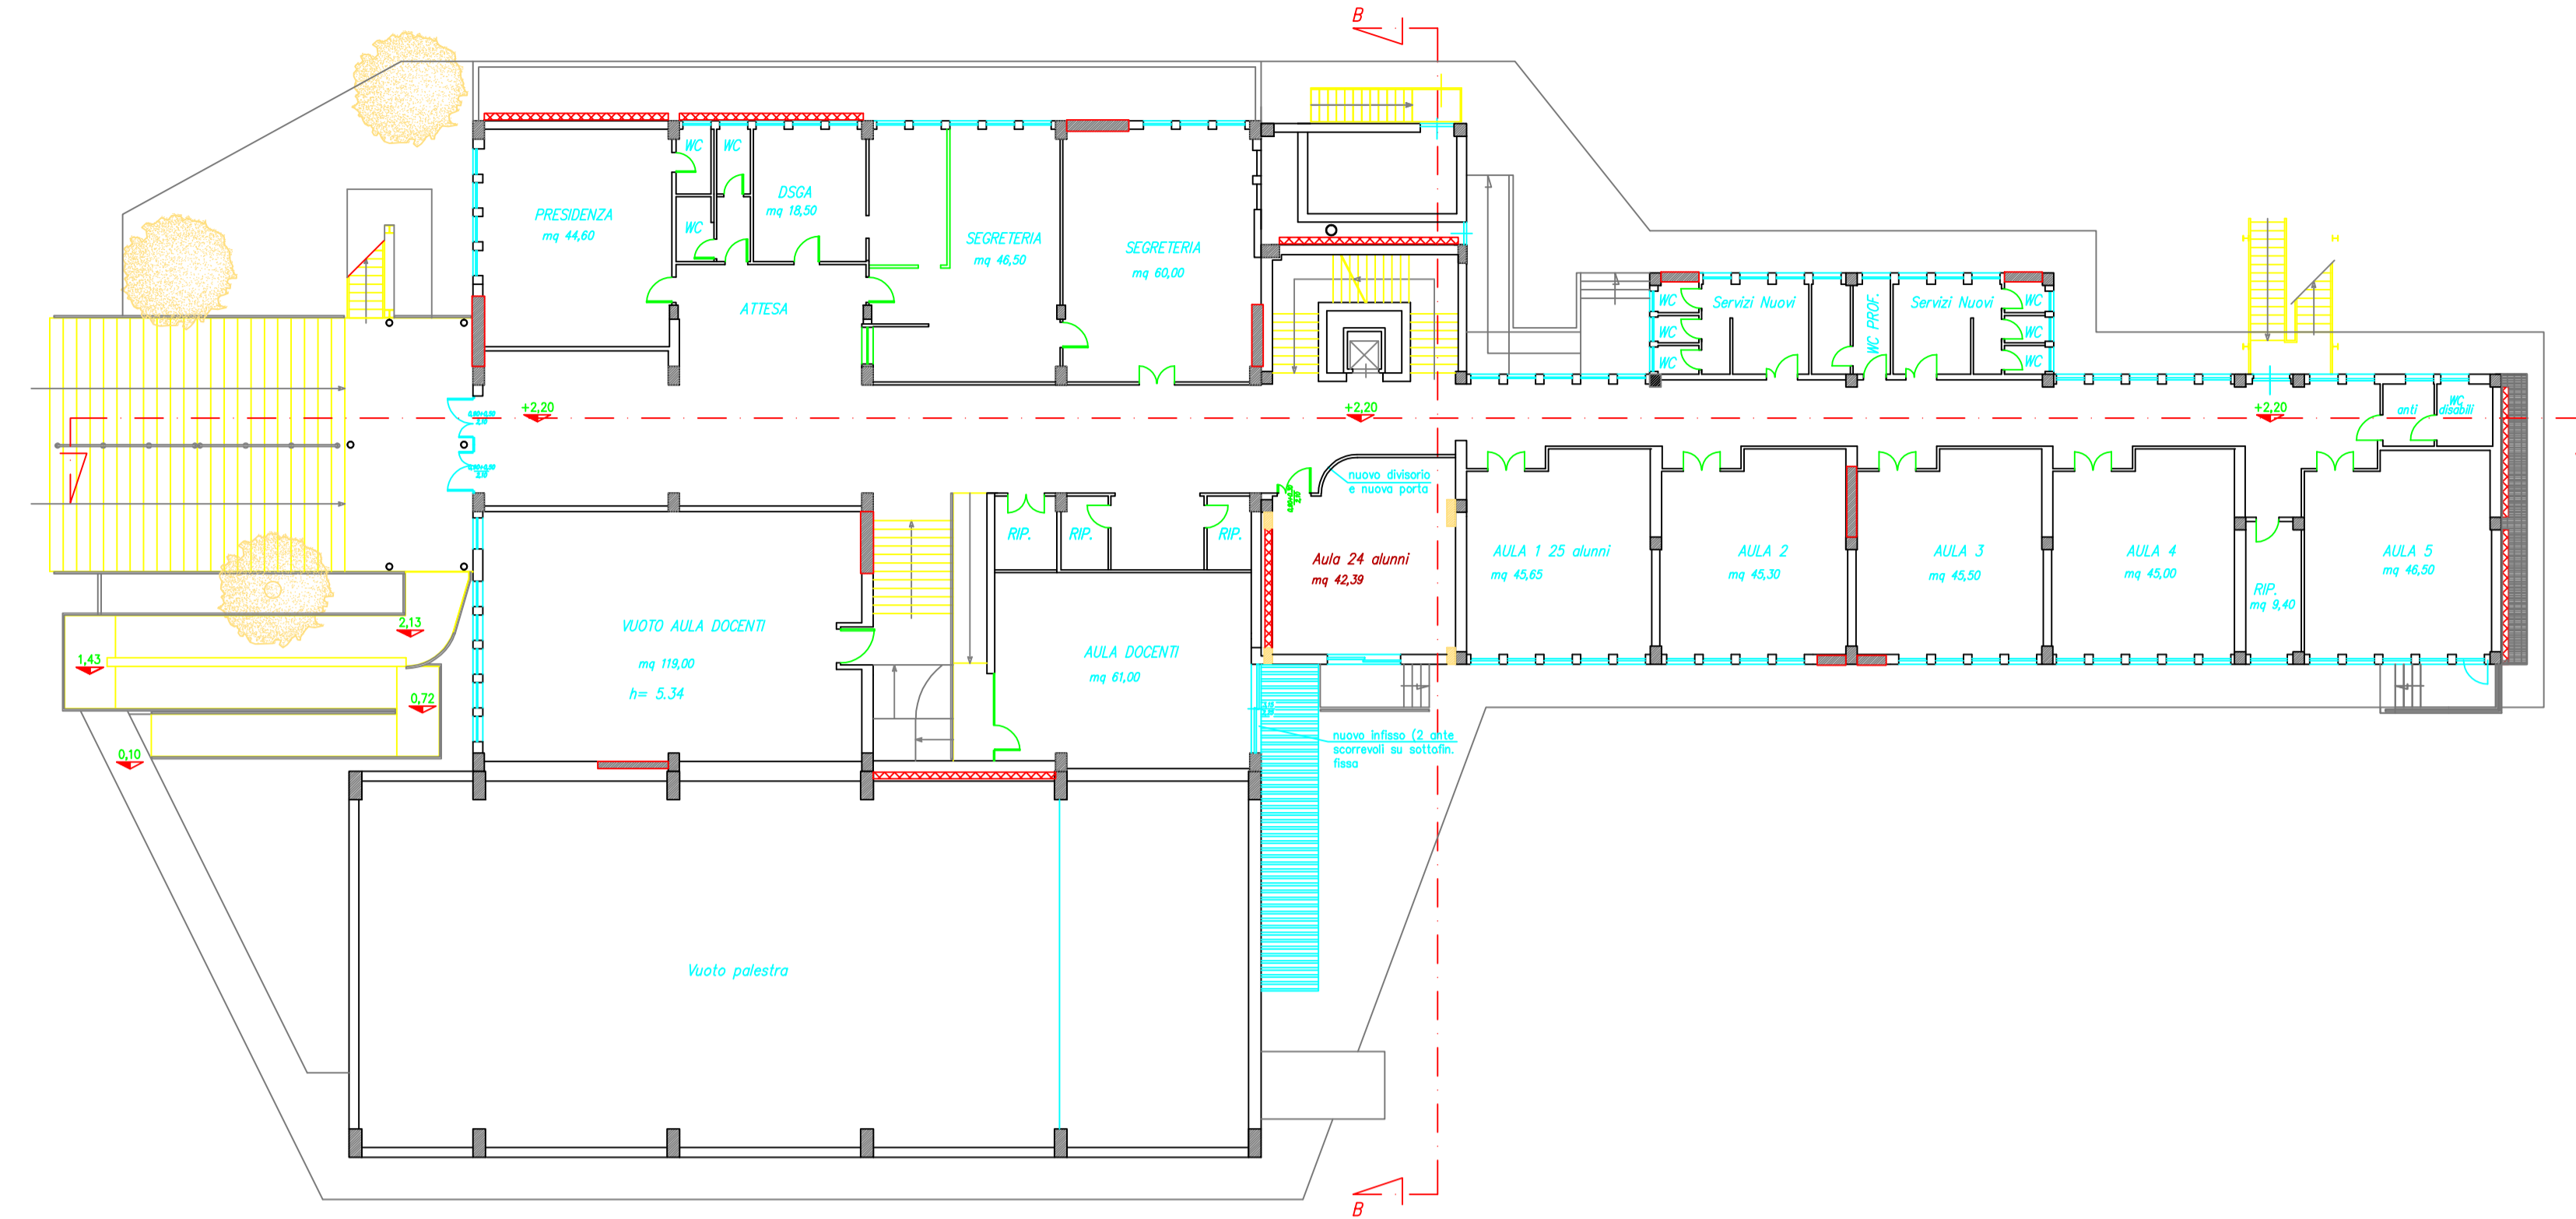 B
WC
WC
DSGA
mq 18,50
PRESIDENZA
mq 44,60
WC
SEGRETERIA
mq 46,50
SEGRETERIA
mq 60,00
ATTESA
WC
WC
WC
Servizi Nuovi
WC PROF.
Servizi Nuovi
WC
WC
WC
+2,20
+2,20
+2,20
anti
WC
disabili
nuovo divisorio
e nuova porta
RIP.
RIP.
RIP.
Aula 24 alunni
mq 42,39
AULA 1 25 alunni
mq 45,65
AULA 2
mq 45,30
AULA 3
mq 45,50
AULA 4
mq 45,00
RIP.
mq 9,40
AULA 5
mq 46,50
VUOTO AULA DOCENTI
mq 119,00
h= 5.34
AULA DOCENTI
mq 61,00
2,13
1,43
0,72
0,10
nuovo infisso (2 ante
scorrevoli su sottofin.
fissa
Vuoto palestra
B